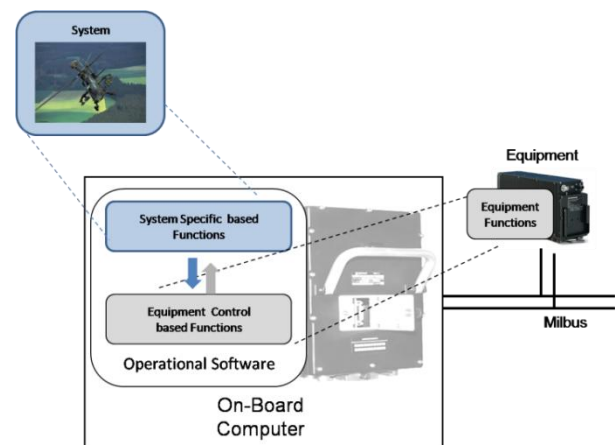 System
Equipment
System Specific based
Functions
Equipment
Functions
Equipment Control
based Functions
Operational Software
Milbus
On-Board
Computer